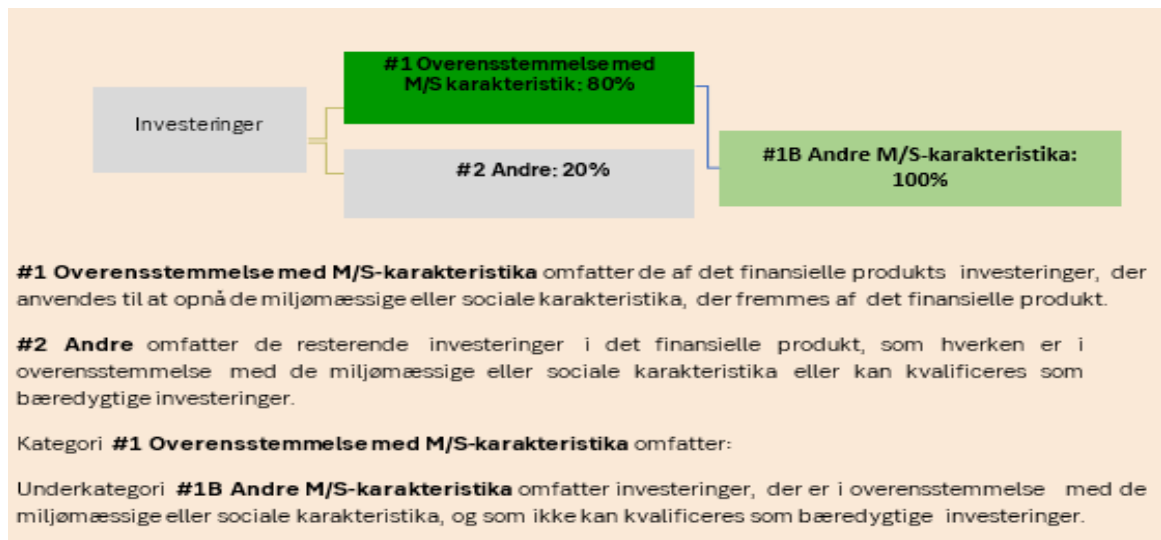 #1 Overensstemmelse med
M/S karakteristik: 80%
Investeringer
#2 Andre: 20%
#1B Andre M/S-karakteristika:
100%
#1 Overensstemmelse med M/S-karakteristika omfatter de af det finansielle produkts investeringer, der
anvendes til at opnå de miljømæssige eller sociale karakteristika, der fremmes af det finansielle produkt.
#2 Andre omfatter de resterende investeringer i det finansielle produkt, som hverken er i
overensstemmelse med de miljømæssige eller sociale karakteristika eller kan kvalificeres som
bæredygtige investeringer.
Kategori #1 Overensstemmelse med M/S-karakteristika omfatter:
Underkategori #1B Andre M/S-karakteristika omfatter investeringer, der er i overensstemmelse med de
miljømæssige eller sociale karakteristika, og som ikke kan kvalificeres som bæredygtige investeringer.